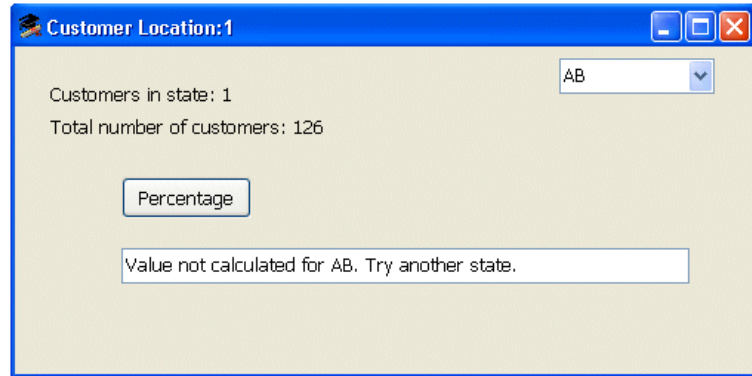 Customer Location:1
AB
Customers in state: 1
Total number of customers: 126
Percentage
Value not calculated for AB. Try another state.